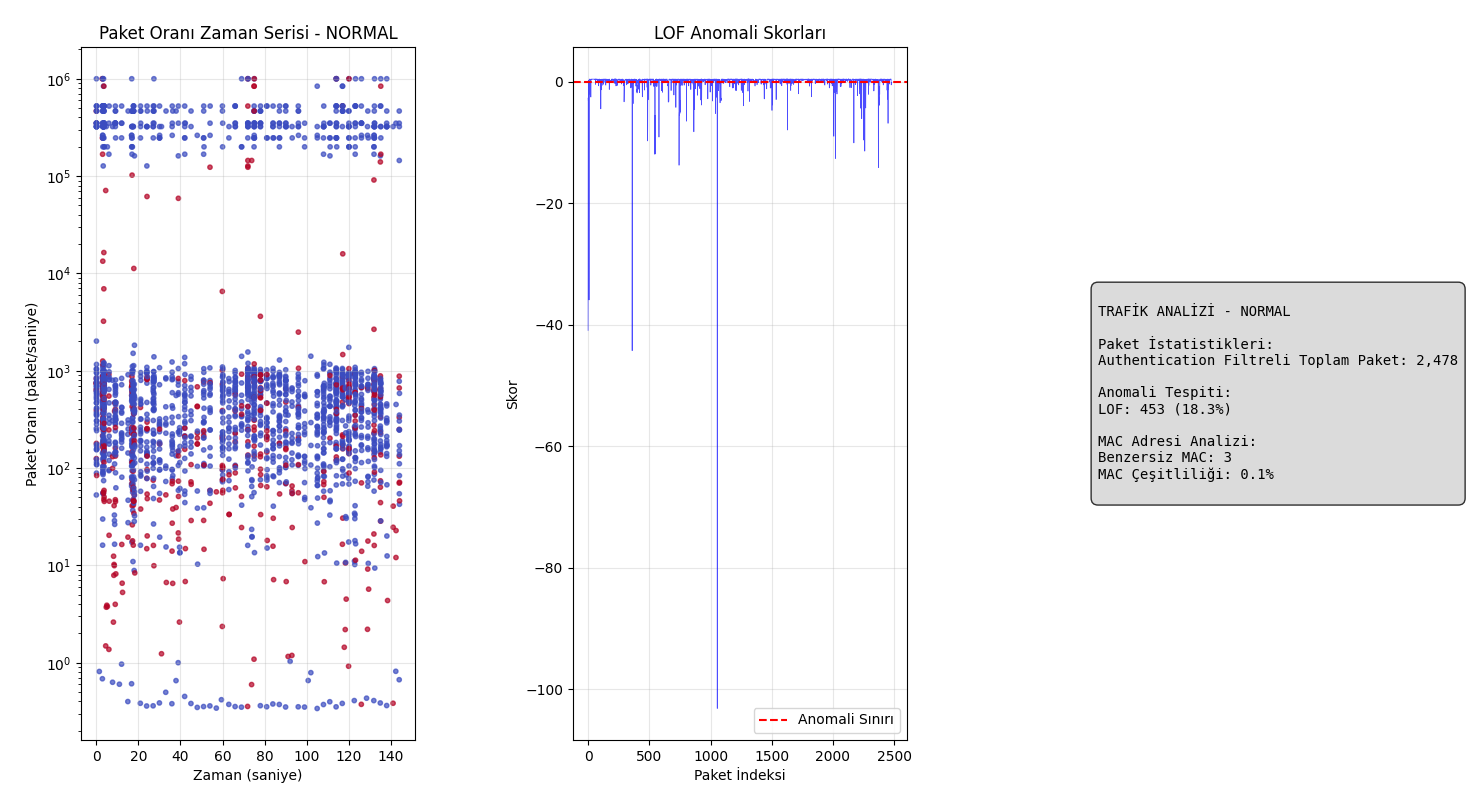 Paket Oranı Zaman Serisi - NORMAL
Paket Oranı (paket/saniye)
10^6
10^5
10^4
10^3
10^2
10^1
10^0
0 20 40 60 80 100 120 140
Zaman (saniye)
LOF Anomali Skorları
Skor
0
−20
−40
−60
−80
−100
Anomali Sınırı
0 500 1000 1500 2000 2500
Paket İndeksi
TRAFİK ANALİZİ - NORMAL
Paket İstatistikleri:
Authentication Filtreli Toplam Paket: 2,478
Anomali Tespiti:
LOF: 453 (18.3%)
MAC Adresi Analizi:
Benzersiz MAC: 3
MAC Çeşitliliği: 0.1%